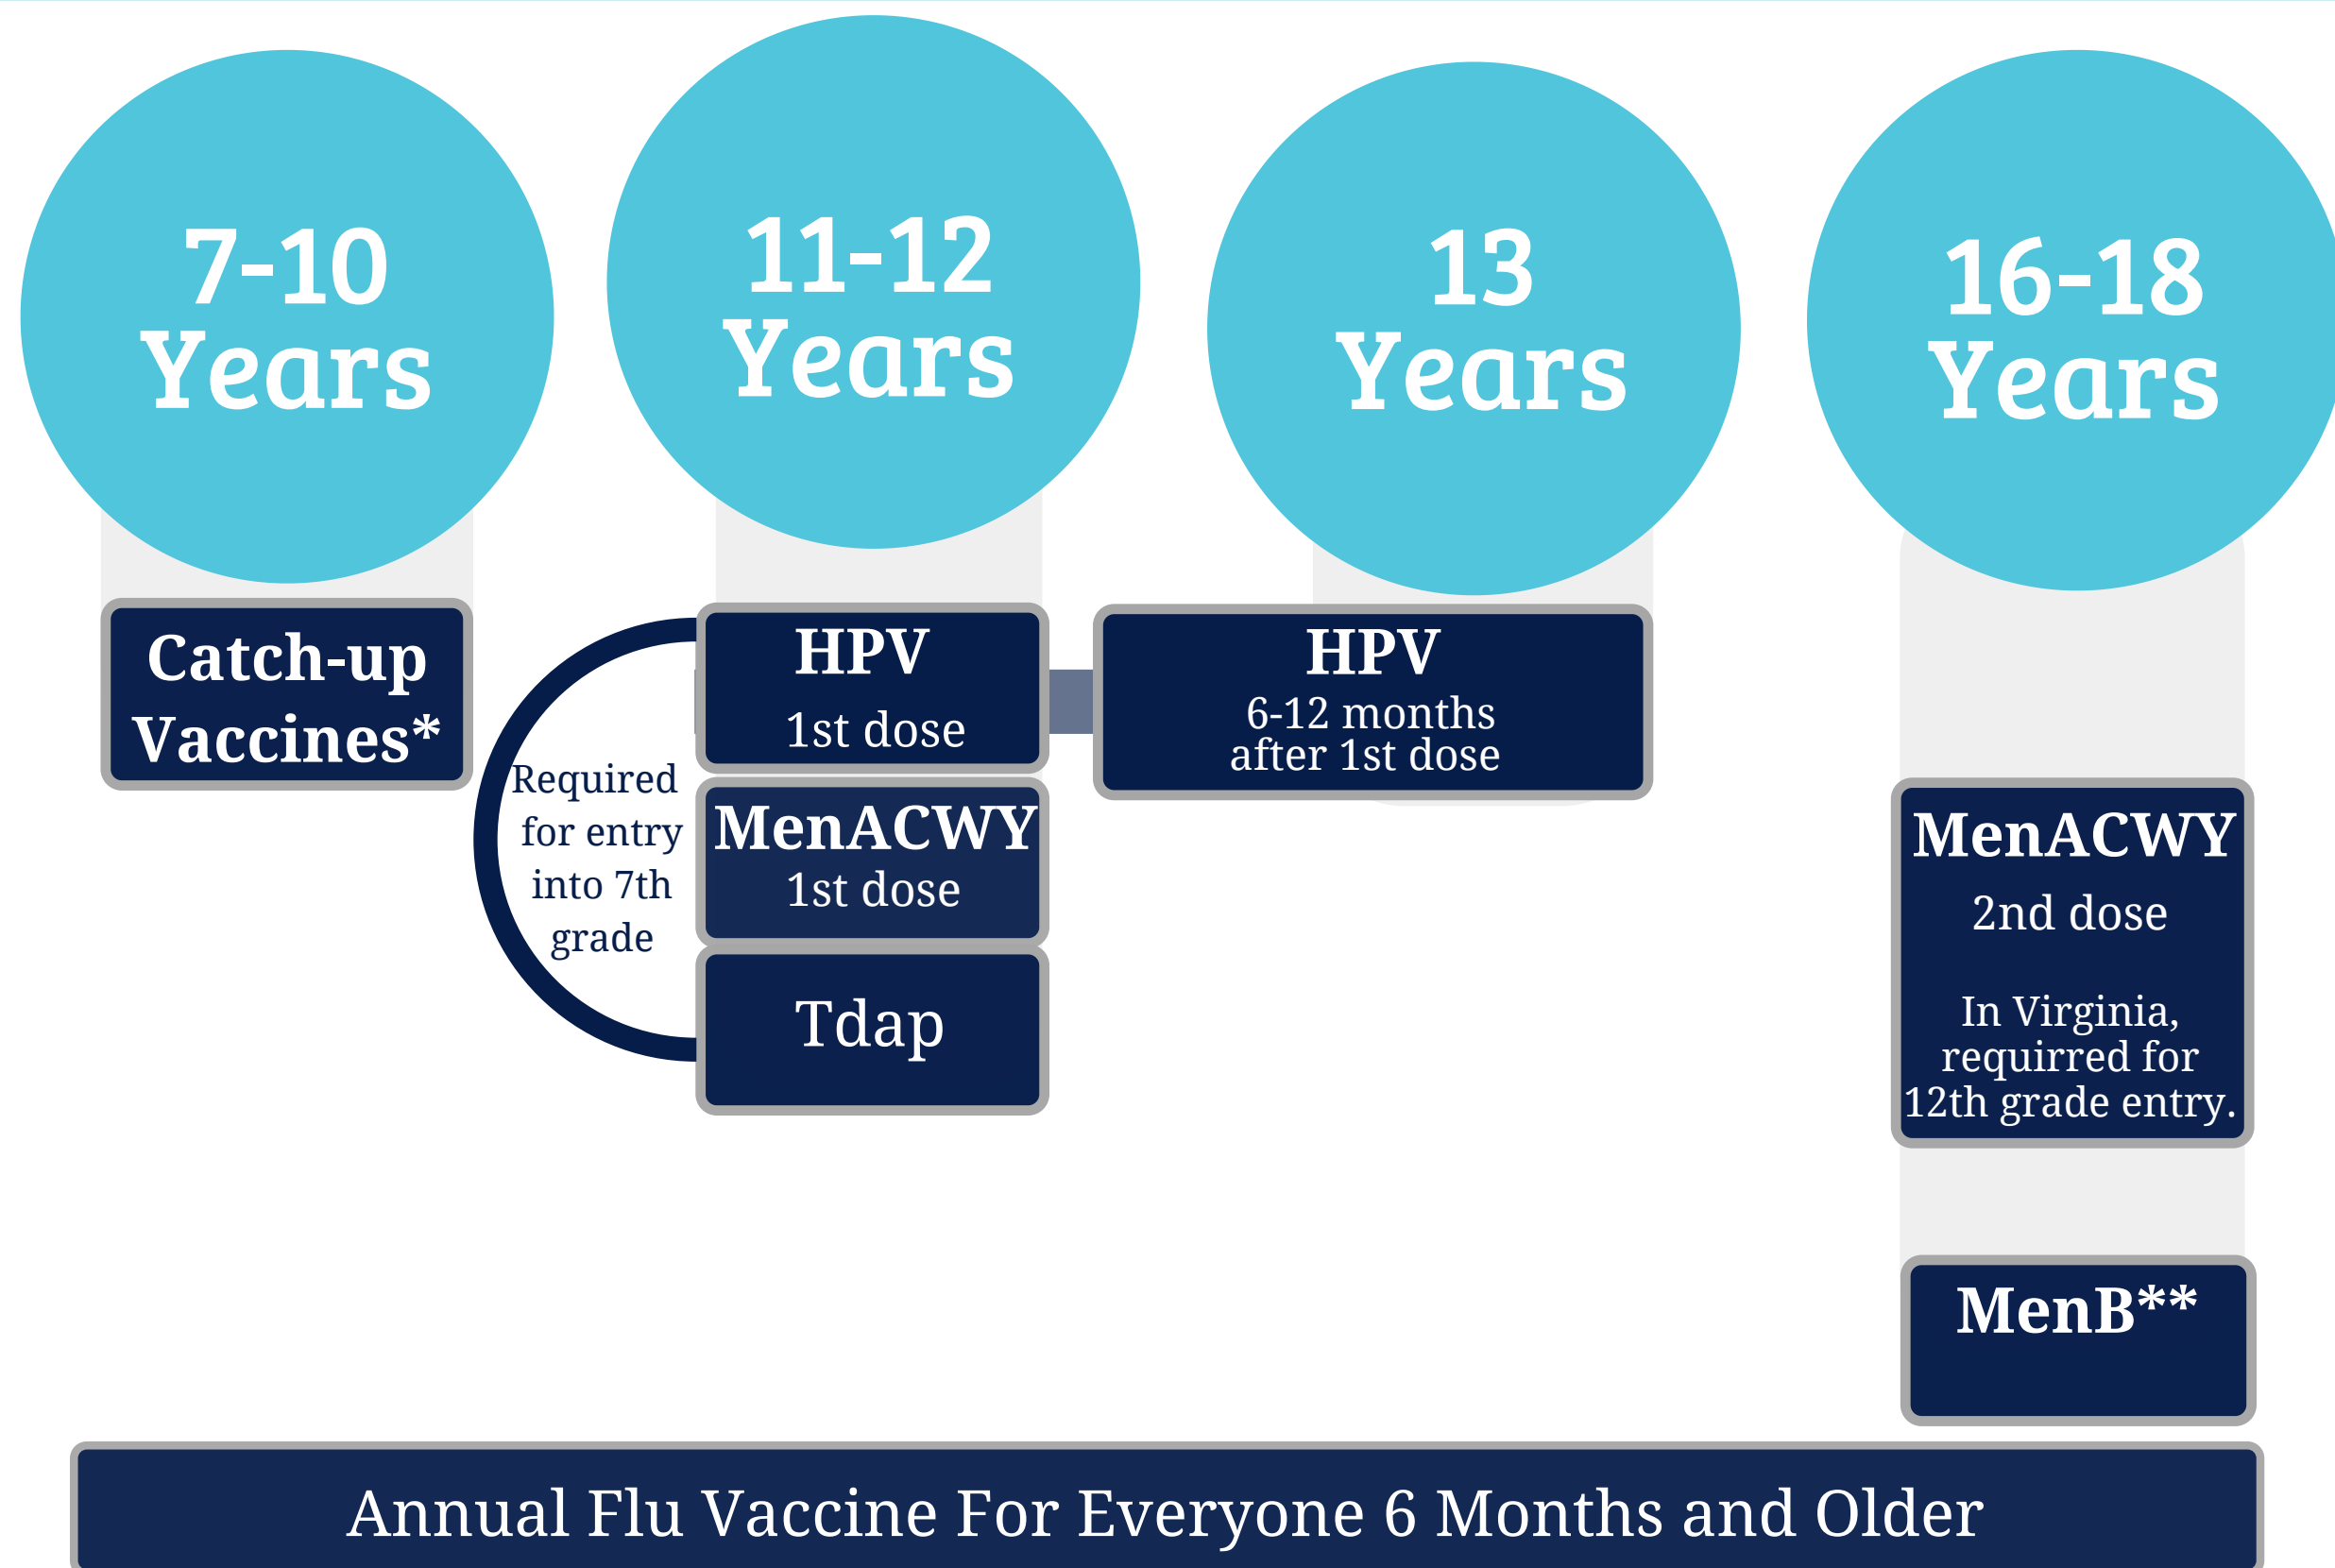 7-10
Years
11-12
Years
13
Years
16-18
Years
Catch-up
Vaccines*
Required
for entry
into 7th
grade
HPV
1st dose
MenACWY
1st dose
Tdap
HPV
6-12 months
after 1st dose
MenACWY
2nd dose
In Virginia,
requirred for
12th grade entry.
MenB**
Annual Flu Vaccine For Everyone 6 Months and Older